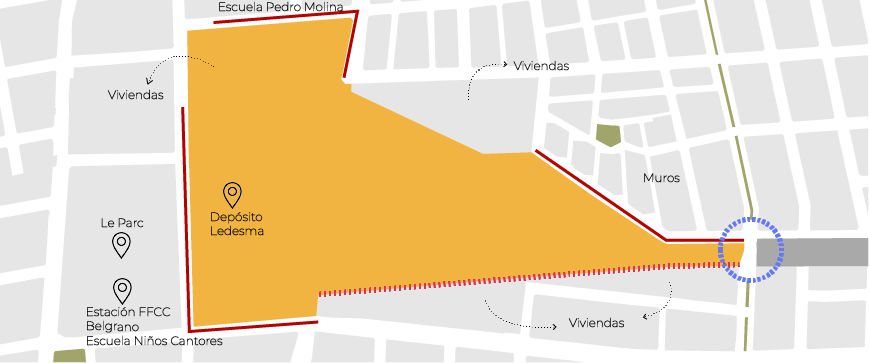 Escuela Pedro Molina
Viviendas
Viviendas
Muros
Depósito
Ledesma
Le Parc
Estación FFCC
Belgrano
Escuela Niños Cantores
Viviendas